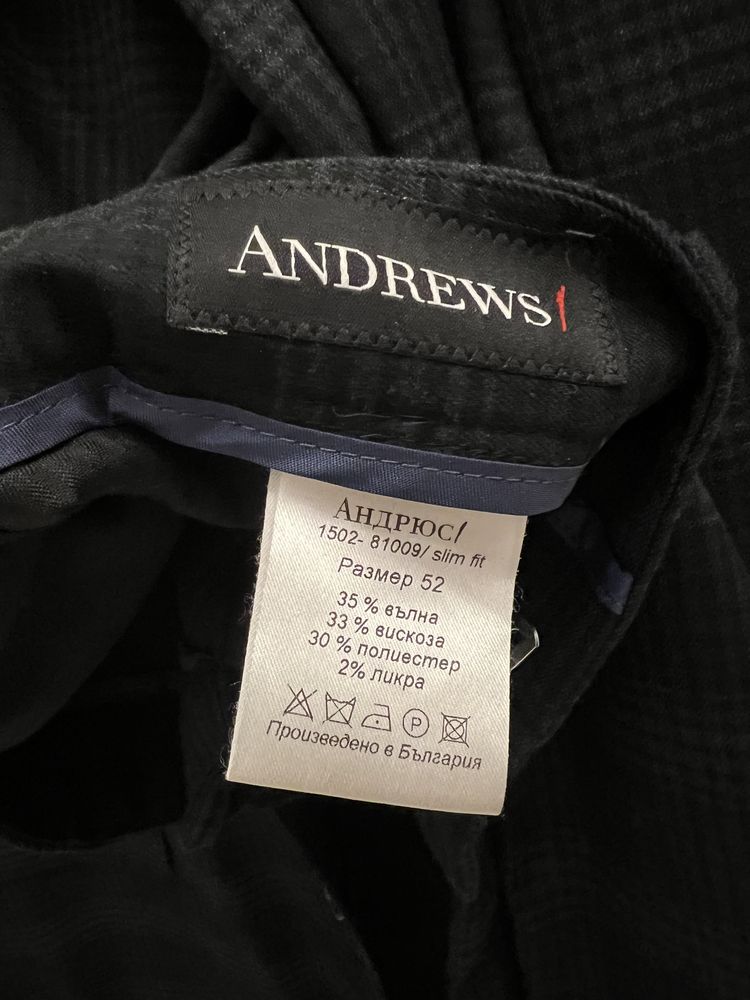 ANDREWS/
АНДРЮС/
1502- 81009/ slim fit
Размер 52
35 % вълна
33 % вискоза
30 % полиестер
2% ликра
P
Произведено в България